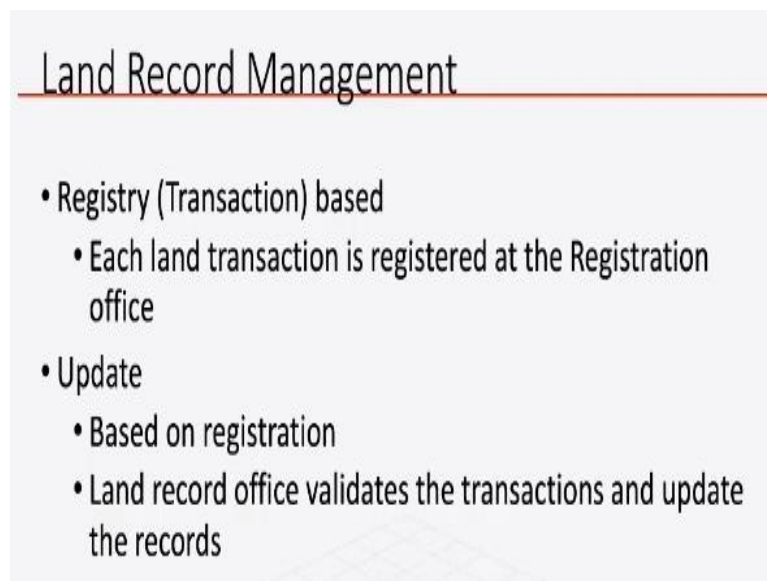 Land Record Management
• Registry (Transaction) based
• Each land transaction is registered at the Registration
office
• Update
• Based on registration
• Land record office validates the transactions and update
the records